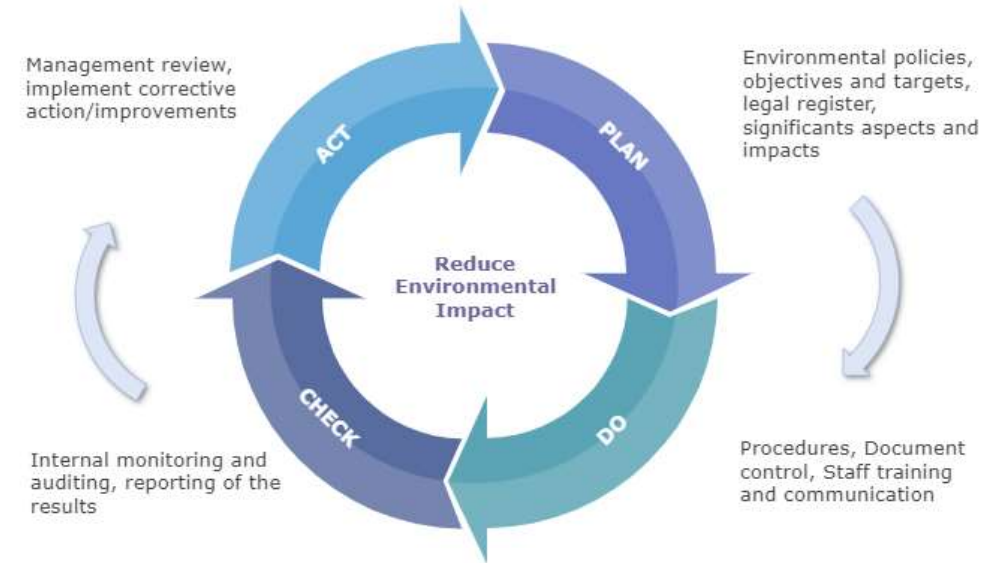 Management review,
implement corrective
action/improvements
Environmental policies,
objectives and targets,
legal register,
significants aspects and
impacts
ACT
PLAN
Reduce
Environmental
Impact
CHECK
DO
Internal monitoring and
auditing, reporting of the
results
Procedures, Document
control, Staff training
and communication